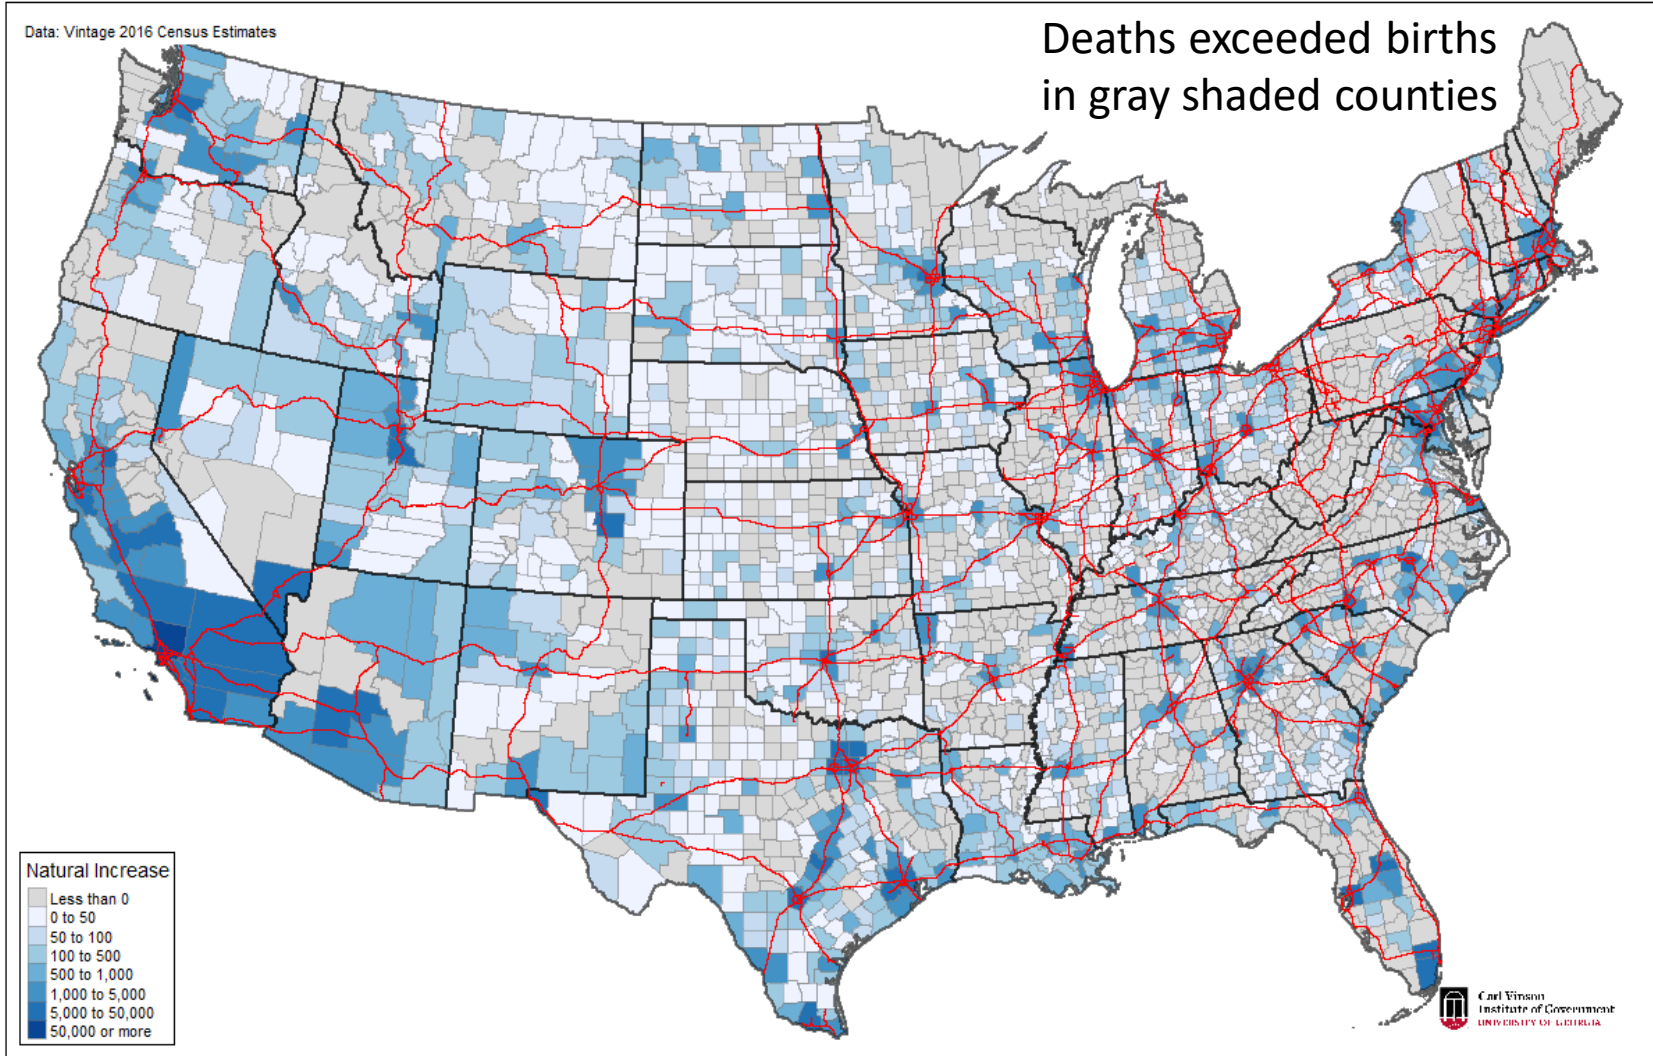 Data: Vintage 2016 Census Estimates
Deaths exceeded births
in gray shaded counties
Natural Increase
Less than 0
0 to 50
50 to 100
100 to 500
500 to 1,000
1,000 to 5,000
5,000 to 50,000
50,000 or more
Carl Vinson
Institute of Government
UNIVERSITY OF GEORGIA